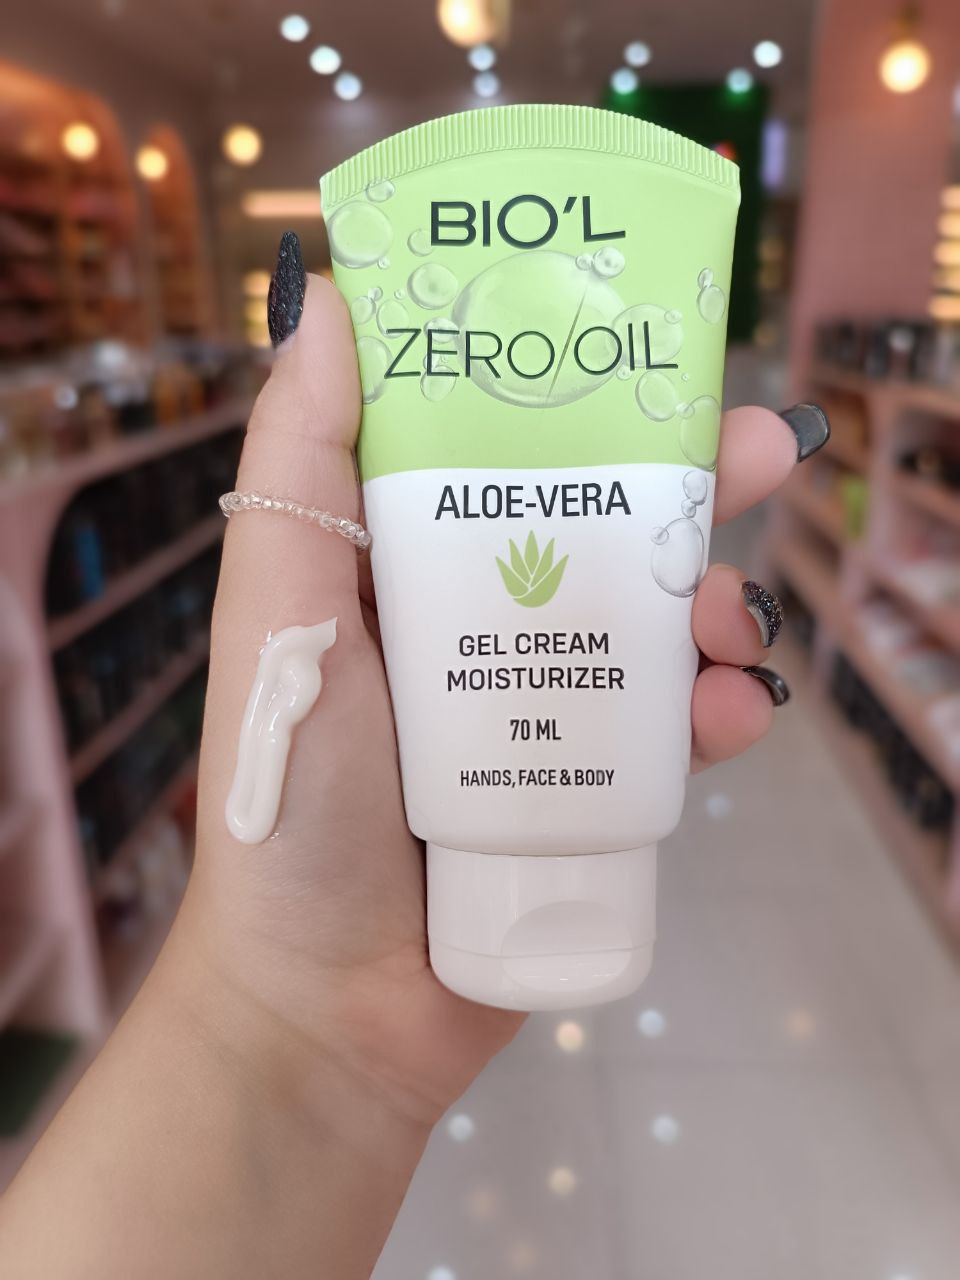 BIO'L
ZERO/OIL
ALOE-VERA
GEL CREAM
MOISTURIZER
70 ML
HANDS, FACE & BODY